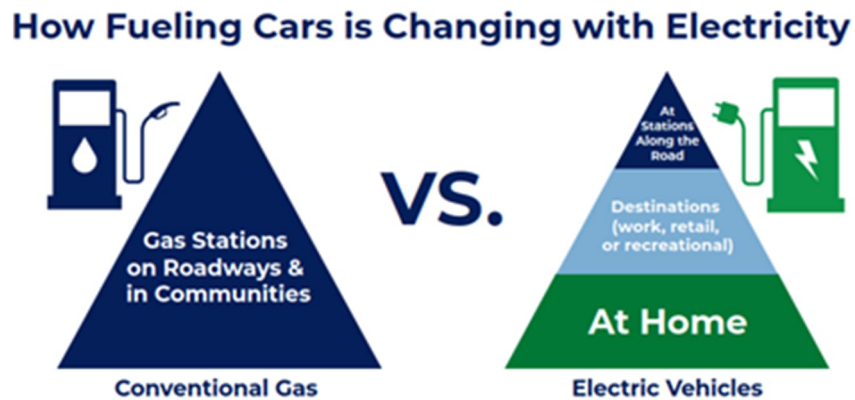 How Fueling Cars is Changing with Electricity
Gas Stations
on Roadways &
in Communities
Conventional Gas
VS.
At
Stations
Along the
Road
Destinations
(work, retail,
or recreational)
At Home
Electric Vehicles